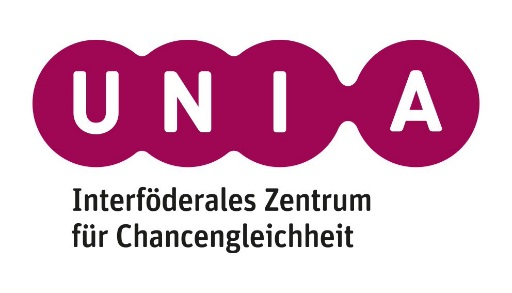 UNIA
Interföderales Zentrum
für Chancengleichheit